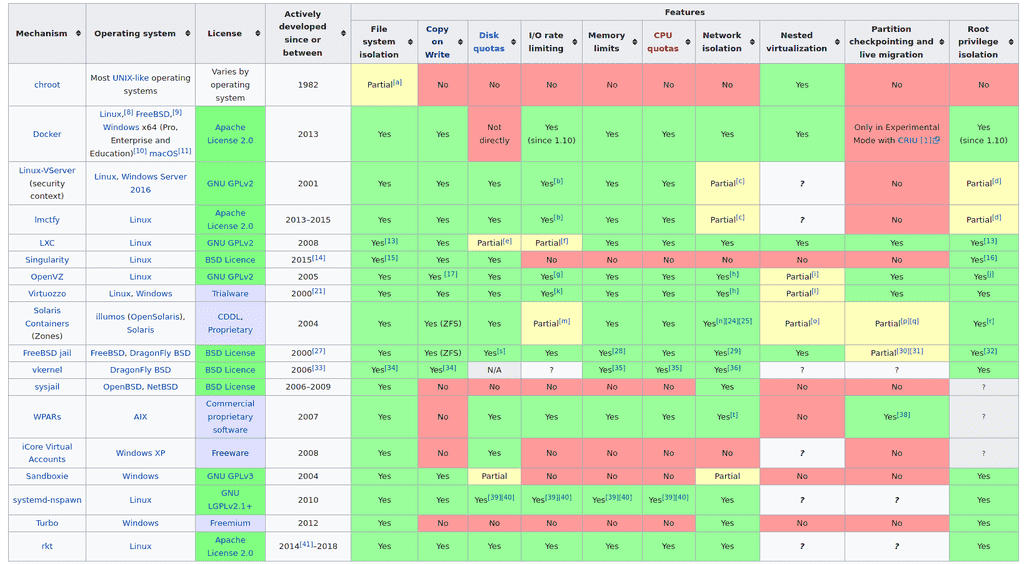 Mechanism Operating system License Actively developed since or between Features
File system isolation Copy on Write Disk quotas I/O rate limiting Memory limits CPU quotas Network isolation Nested virtualization Partition checkpointing and live migration Root privilege isolation
chroot Most UNIX-like operating systems Varies by operating system 1982 Partial[a] No No No No No No Yes No No
Docker Linux,[8] FreeBSD,[9] Windows x64 (Pro, Enterprise and Education)[10] macOS[11] Apache License 2.0 2013 Yes Yes Not directly Yes (since 1.10) Yes Yes Yes Yes Only in Experimental Mode with CRIU [1] Yes (since 1.10)
Linux-VServer (security context) Linux, Windows Server 2016 GNU GPLv2 2001 Yes Yes Yes Yes[b] Yes Yes Partial[c] ? No Partial[d]
lmctfy Linux Apache License 2.0 2013–2015 Yes Yes Yes Yes[b] Yes Yes Partial[c] ? No Partial[d]
LXC Linux GNU GPLv2 2008 Yes[13] Yes Partial[e] Partial[f] Yes Yes Yes Yes Yes Yes[13]
Singularity Linux BSD Licence 2015[14] Yes[15] Yes Yes No No No No No No Yes[16]
OpenVZ Linux GNU GPLv2 2005 Yes Yes [17] Yes Yes[g] Yes Yes Yes[h] Partial[i] Yes Yes[j]
Virtuozzo Linux, Windows Trialware 2000[21] Yes Yes Yes Yes[k] Yes Yes Yes[h] Partial[l] Yes Yes
Solaris Containers (Zones) illumos (OpenSolaris), Solaris CDDL, Proprietary 2004 Yes Yes (ZFS) Yes Partial[m] Yes Yes Yes[n][24][25] Partial[o] Partial[p][q] Yes[r]
FreeBSD jail FreeBSD, DragonFly BSD BSD License 2000[27] Yes Yes (ZFS) Yes[s] Yes Yes[28] Yes Yes[29] Yes Partial[30][31] Yes[32]
vkernel DragonFly BSD BSD Licence 2006[33] Yes[34] Yes[34] N/A ? Yes[35] Yes[35] Yes[36] ? ? Yes
sysjail OpenBSD, NetBSD BSD License 2006–2009 Yes No No No No No Yes No No ?
WPARs AIX Commercial proprietary software 2007 Yes No Yes Yes Yes Yes Yes[t] No Yes[38] ?
iCore Virtual Accounts Windows XP Freeware 2008 Yes No Yes No No No No ? No ?
Sandboxie Windows GNU GPLv3 2004 Yes Yes Partial No No No Partial No No Yes
systemd-nspawn Linux GNU LGPLv2.1+ 2010 Yes Yes Yes[39][40] Yes[39][40] Yes[39][40] Yes[39][40] Yes ? ? Yes
Turbo Windows Freemium 2012 Yes No No No No No Yes No No Yes
rkt Linux Apache License 2.0 2014[41]–2018 Yes Yes Yes Yes Yes Yes Yes ? ? Yes